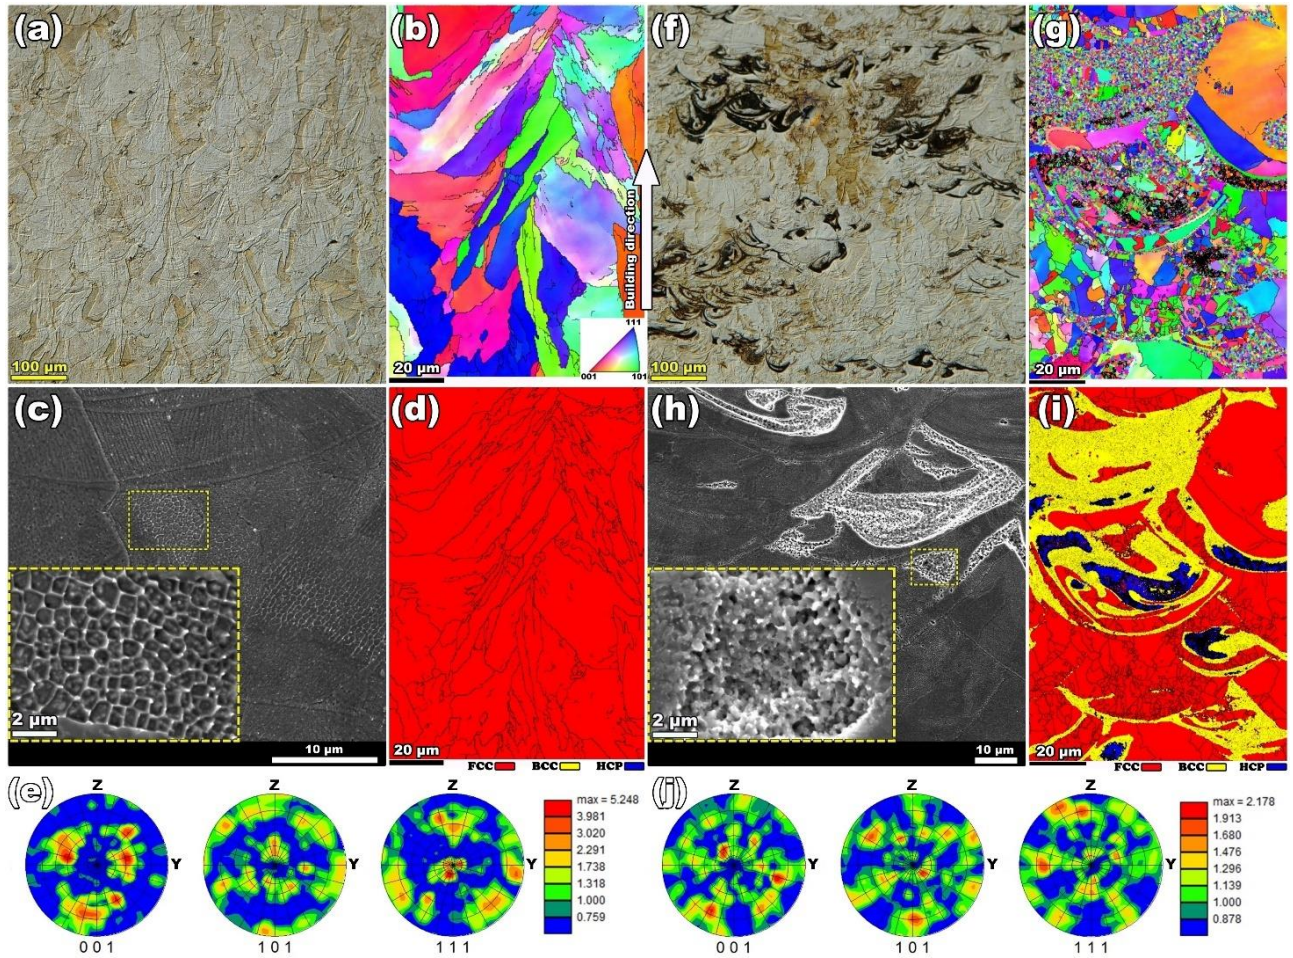 (a)
100 µm
(b)
Building direction
111
001
101
20 µm
(f)
100 µm
(g)
20 µm
(c)
2 µm
10 µm
(d)
20 µm
FCC BCC HCP
(h)
2 µm
10 µm
(i)
20 µm
FCC BCC HCP
(e)
Z
Z
Z
Y
Y
Y
0 0 1
1 0 1
1 1 1
max = 5.248
3.981
3.020
2.291
1.738
1.318
1.000
0.759
(j)
Z
Z
Z
Y
Y
Y
0 0 1
1 0 1
1 1 1
max = 2.178
1.913
1.680
1.476
1.296
1.139
1.000
0.878